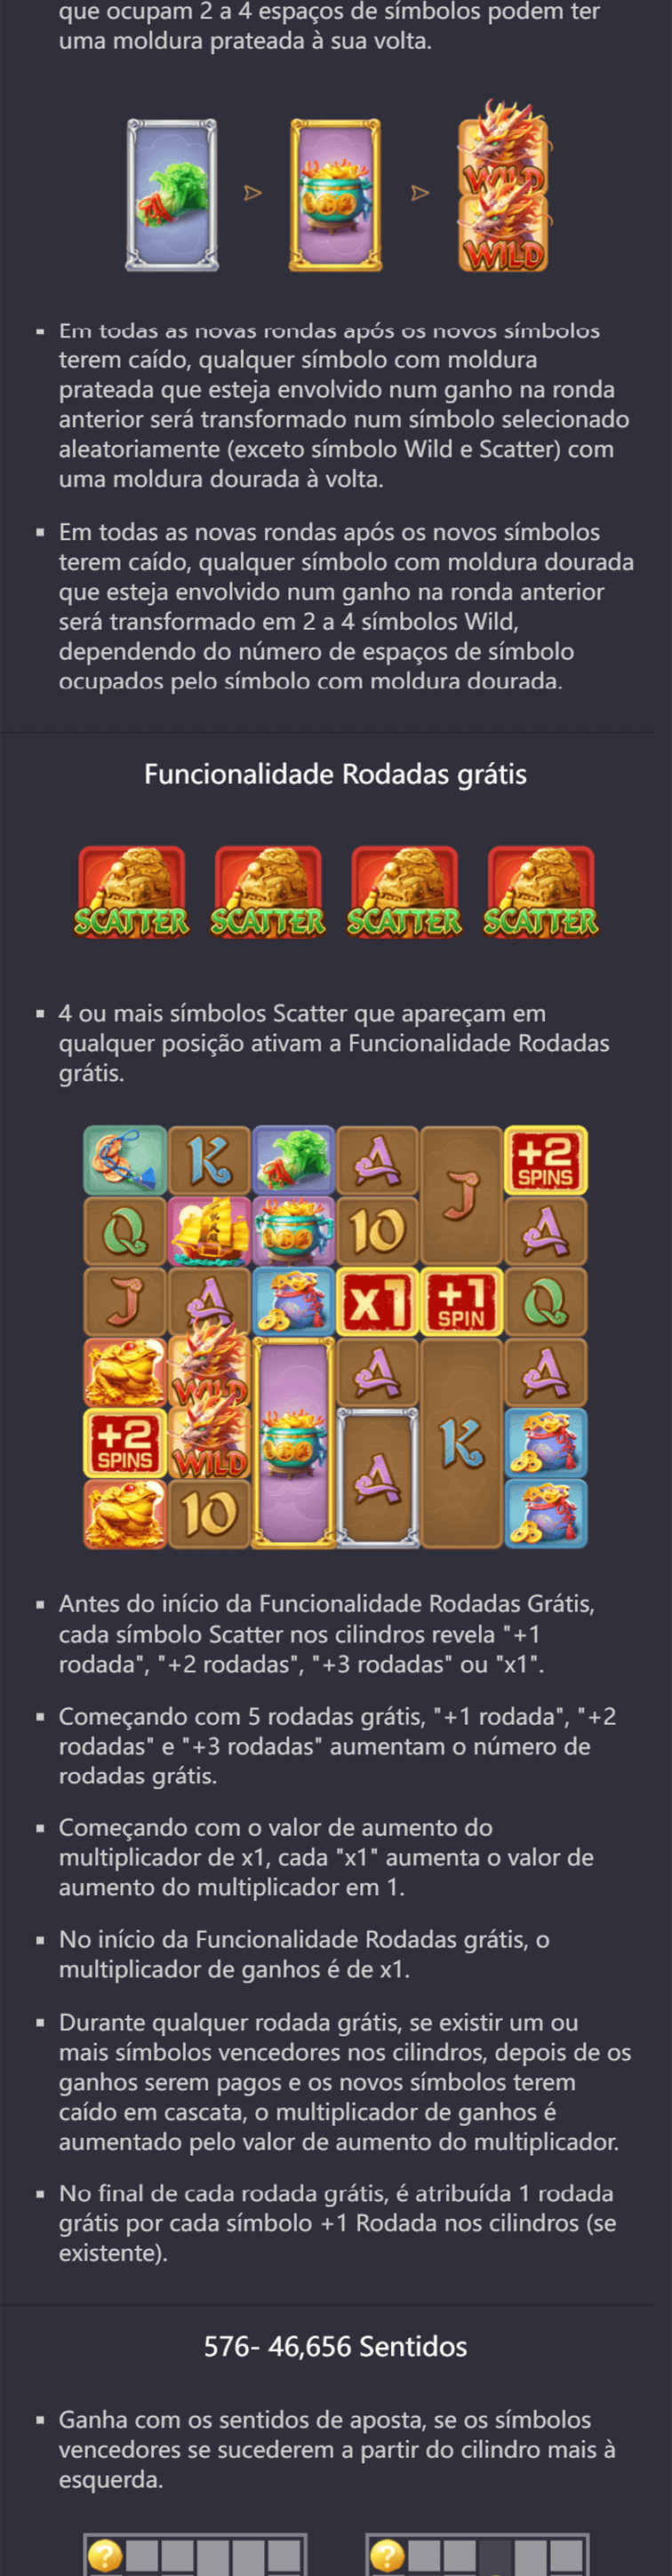 que ocupam 2 a 4 espaços de símbolos podem ter
uma moldura prateada à sua volta.
WILD
WILD
Em todas as novas rondas após os novos símbolos
terem caído, qualquer símbolo com moldura
prateada que esteja envolvido num ganho na ronda
anterior será transformado num símbolo selecionado
aleatoriamente (exceto símbolo Wild e Scatter) com
uma moldura dourada à volta.
Em todas as novas rondas após os novos símbolos
terem caído, qualquer símbolo com moldura dourada
que esteja envolvido num ganho na ronda anterior
será transformado em 2 a 4 símbolos Wild,
dependendo do número de espaços de símbolo
ocupados pelo símbolo com moldura dourada.
Funcionalidade Rodadas grátis
SCATTER SCATTER SCATTER SCATTER
4 ou mais símbolos Scatter que apareçam em
qualquer posição ativam a Funcionalidade Rodadas
grátis.
K A J +2 SPINS
Q 10 A
J A x1 +1 SPIN Q
WILD A A
+2 SPINS WILD A K
10
Antes do início da Funcionalidade Rodadas Grátis,
cada símbolo Scatter nos cilindros revela "+1
rodada", "+2 rodadas", "+3 rodadas" ou "x1".
Começando com 5 rodadas grátis, "+1 rodada", "+2
rodadas" e "+3 rodadas" aumentam o número de
rodadas grátis.
Começando com o valor de aumento do
multiplicador de x1, cada "x1" aumenta o valor de
aumento do multiplicador em 1.
No início da Funcionalidade Rodadas grátis, o
multiplicador de ganhos é de x1.
Durante qualquer rodada grátis, se existir um ou
mais símbolos vencedores nos cilindros, depois de os
ganhos serem pagos e os novos símbolos terem
caído em cascata, o multiplicador de ganhos é
aumentado pelo valor de aumento do multiplicador.
No final de cada rodada grátis, é atribuída 1 rodada
grátis por cada símbolo +1 Rodada nos cilindros (se
existente).
576- 46,656 Sentidos
Ganha com os sentidos de aposta, se os símbolos
vencedores se sucederem a partir do cilindro mais à
esquerda.
? ?